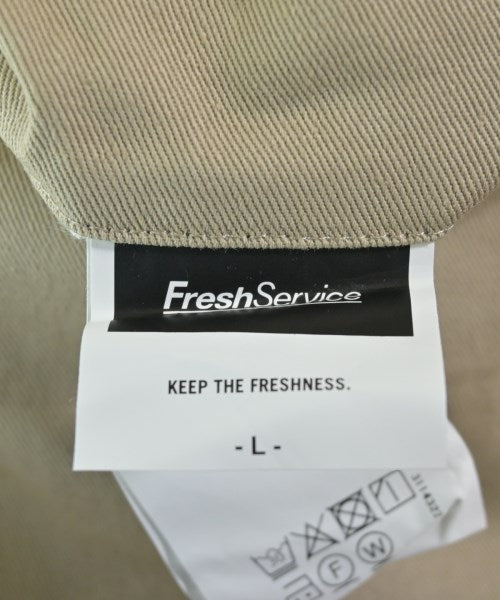 FreshService
KEEP THE FRESHNESS.
- L -
F
W